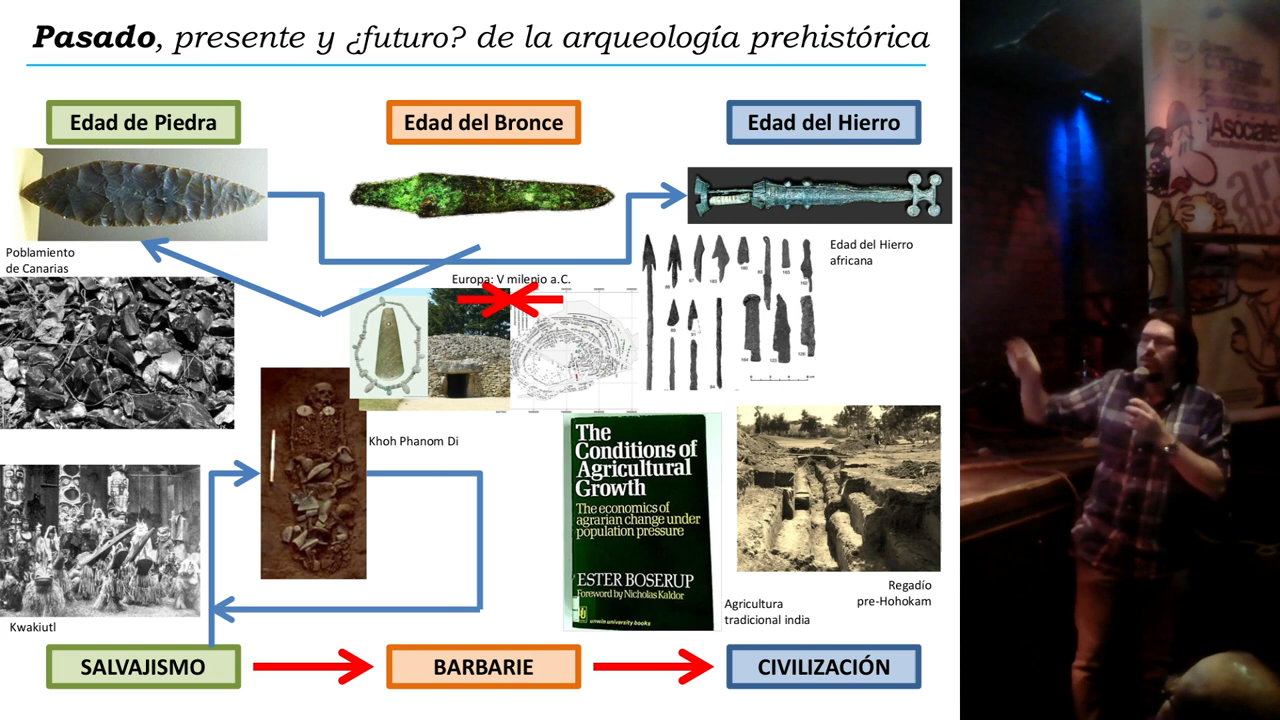 Pasado, presente y ¿futuro? de la arqueología prehistórica
Edad de Piedra
Edad del Bronce
Edad del Hierro
Poblamiento
de Canarias
Europa: V milenio a.C.
Edad del Hierro
africana
Khoh Phanom Di
The
Conditions of
Agricultural
Growth
The economics of
agrarian change under
population pressure
ESTER BOSERUP
Foreword by Nicholas Kaldor
unwin university books
Agricultura
tradicional india
Regadío
pre-Hohokam
Kwakiutl
SALVAJISMO
BARBARIE
CIVILIZACIÓN